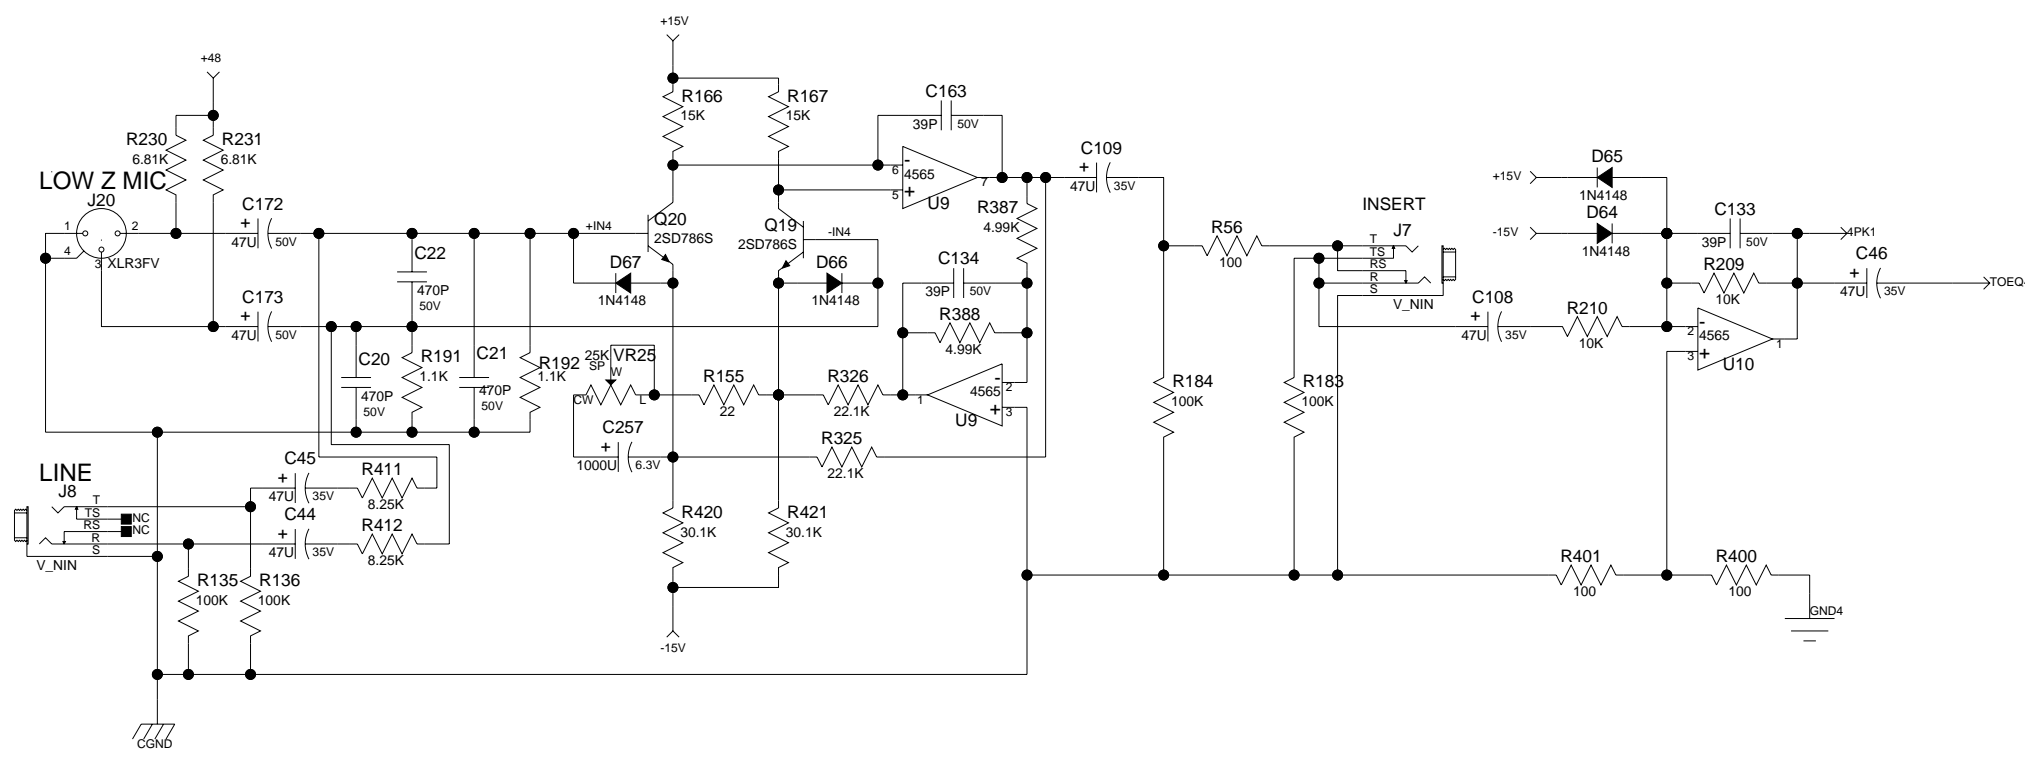 +15V
+48
R166
15K
R167
15K
C163
39P
50V
R230
6.81K
R231
6.81K
LOW Z MIC
J20
1
2
4
3
XLR3FV
C172
+
47U
50V
C173
+
47U
50V
C22
470P
50V
C20
470P
50V
R191
1.1K
C21
470P
50V
R192
1.1K
+IN4
Q20
2SD786S
D67
1N4148
Q19
2SD786S
-IN4
D66
1N4148
-
6
4565
5
+
7
U9
C109
+
47U
35V
R387
4.99K
C134
39P
50V
R388
4.99K
25K
SP
W
VR25
CW
L
R155
22
R326
22.1K
1
4565
-
2
+
3
U9
C257
+
1000U
6.3V
R325
22.1K
R420
30.1K
R421
30.1K
-15V
LINE
J8
T
TS
NC
RS
NC
R
S
V_NIN
C45
+
47U
35V
R411
8.25K
C44
+
47U
35V
R412
8.25K
R135
100K
R136
100K
CGND
R56
100
INSERT
J7
T
TS
RS
R
S
V_NIN
R184
100K
R183
100K
C108
+
47U
35V
R210
10K
+15V
D65
1N4148
-15V
D64
1N4148
C133
39P
50V
R209
10K
4PK1
C46
+
47U
35V
TOEQ4
-
2
4565
+
3
1
U10
R401
100
R400
100
GND4